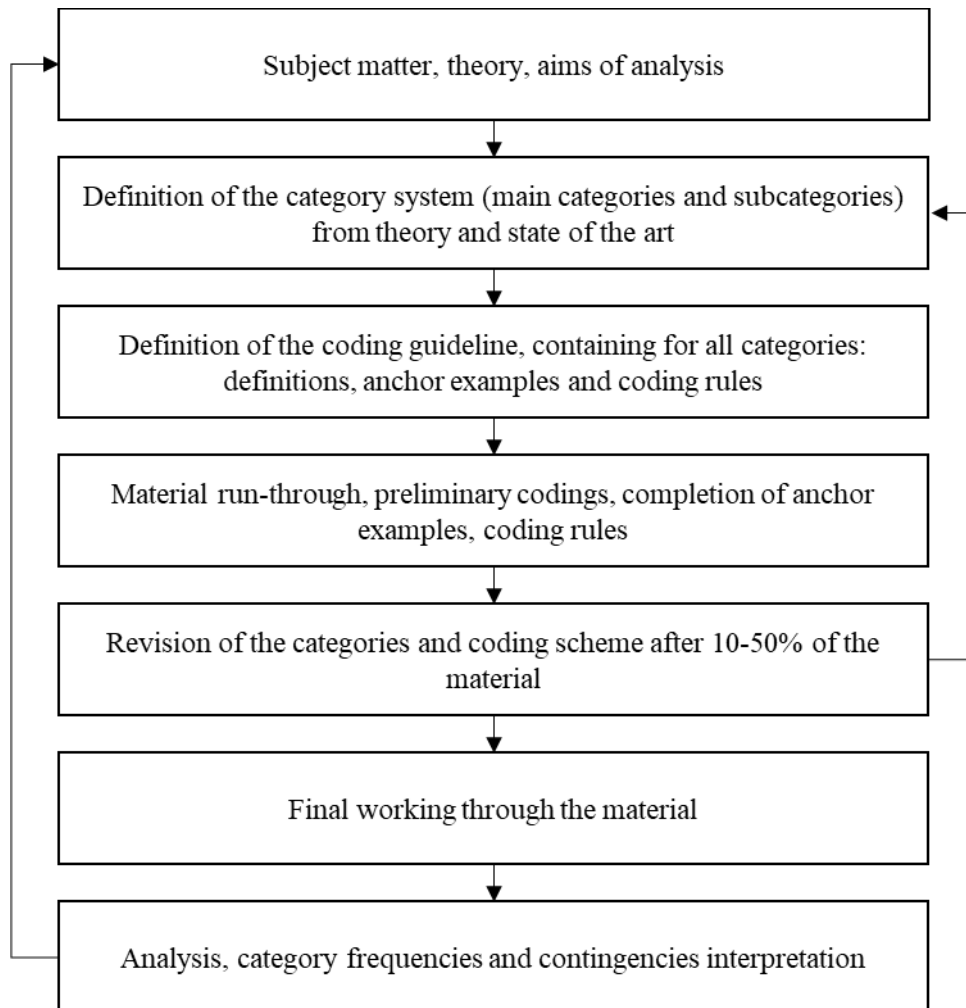 Subject matter, theory, aims of analysis
Definition of the category system (main categories and subcategories)
from theory and state of the art
Definition of the coding guideline, containing for all categories:
definitions, anchor examples and coding rules
Material run-through, preliminary codings, completion of anchor
examples, coding rules
Revision of the categories and coding scheme after 10-50% of the
material
Final working through the material
Analysis, category frequencies and contingencies interpretation